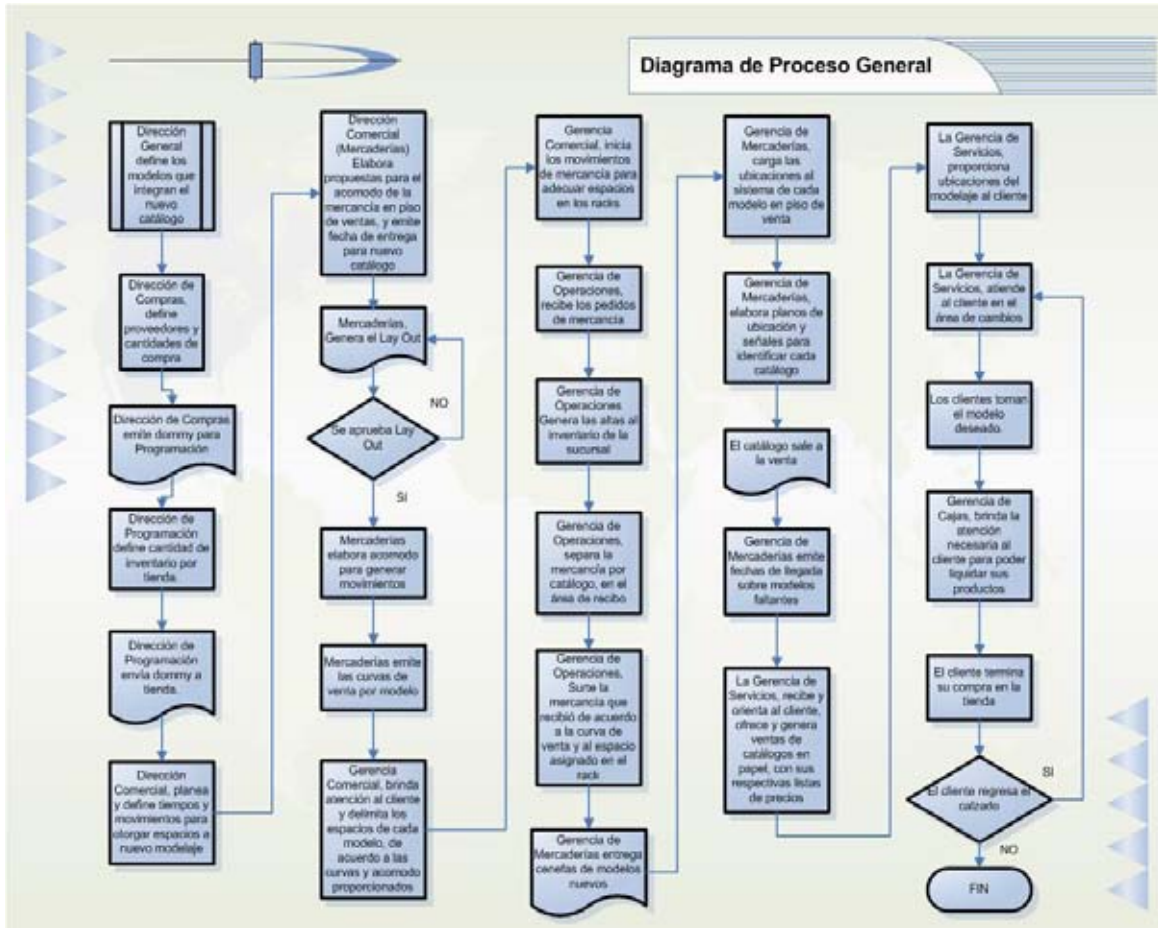 Diagrama de Proceso General
Dirección
General
define los
modelos que
integran el
nuevo
catálogo
Dirección de
Compras,
define
proveedores y
cantidades de
compra
Dirección de Compras
emite dommy para
Programación
Dirección de
Programación
define cantidad de
inventario por
tienda.
Dirección de
Programación
envía dommy a
tienda.
Dirección
Comercial, planea
y define tiempos y
movimientos para
otorgar espacios a
nuevo modelaje
Dirección
Comercial
(Mercaderías)
Elabora
propuestas para el
acomodo de la
mercancía en piso
de ventas, y emite
fecha de entrega
para nuevo
catálogo
Mercaderías,
Genera el Lay Out
NO
Se aprueba Lay
Out
Si
Mercaderías
elabora acomodo
para generar
movimientos
Mercaderías emite
las curvas de
venta por modelo
Gerencia
Comercial, brinda
atención al cliente
y delimita los
espacios de cada
modelo, de
acuerdo a las
curvas y acomodo
proporcionados
Gerencia
Comercial, inicia
los movimientos
de mercancía para
adecuar espacios
en los racks
Gerencia de
Operaciones,
recibe los pedidos
de mercancía
Gerencia de
Operaciones
Genera las altas al
inventario de la
sucursal
Gerencia de
Operaciones,
separa la
mercancía por
catálogo, en el
área de recibo
Gerencia de
Operaciones,
Surte la
mercancía que
recibió de acuerdo
a la curva de
venta y al espacio
asignado en el
rack
Gerencia de
Mercaderías entrega
cenefas de modelos
nuevos
Gerencia de
Mercaderías,
carga las
ubicaciones al
sistema de cada
modelo en piso de
venta
Gerencia de
Mercaderías,
elabora planos de
ubicación y
señales para
identificar cada
catálogo
El catálogo sale a
la venta
Gerencia de
Mercaderías emite
fechas de llegada
sobre modelos
faltantes
La Gerencia de
Servicios, recibe y
orienta al cliente,
ofrece y genera
ventas de
catálogos en
papel, con sus
respectivas listas de
precios
La Gerencia de
Servicios,
proporciona
ubicaciones del
modelaje al cliente
La Gerencia de
Servicios, atiende
al cliente en el
área de cambios
Los clientes toman
el modelo
deseado.
Gerencia de
Cajas, brinda la
atención
necesaria al
cliente para poder
liquidar sus
productos
El cliente termina
su compra en la
tienda
SI
El cliente regresa el
calzado
NO
FIN